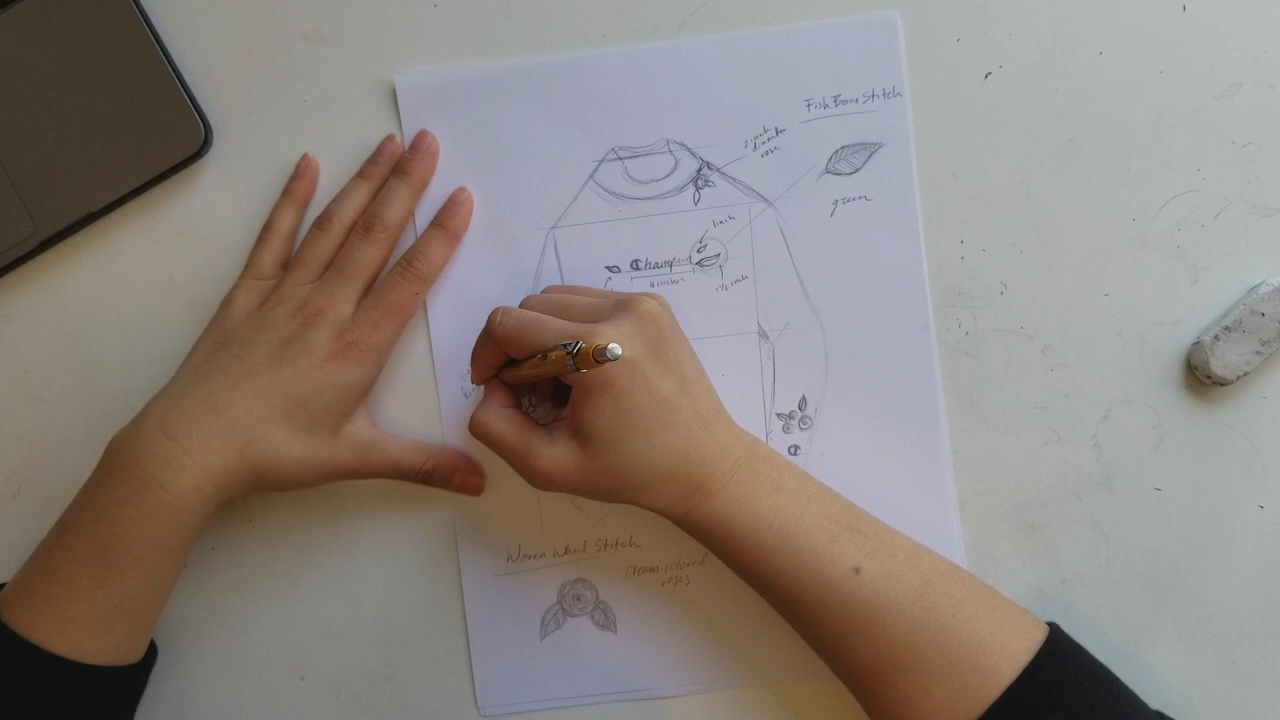 Fish Bone Stitch
2 inch
diameter
rose
green
1 inch
Champion
4 inches
1 1/2 inch
Woven Wheel Stitch
cream-colored
roses